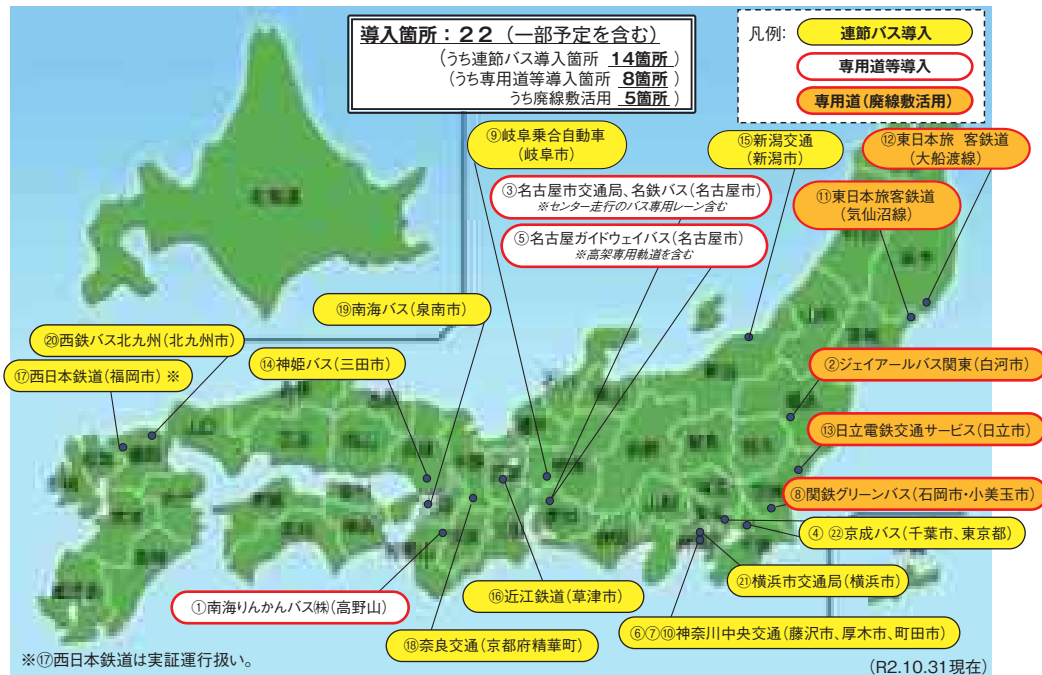 導入箇所：22（一部予定を含む）
（うち連節バス導入箇所 14箇所）
（うち専用道等導入箇所 8箇所）
うち廃線敷活用 5箇所）
凡例:
連節バス導入
専用道等導入
専用道(廃線敷活用)
⑨岐阜乗合自動車
(岐阜市)
⑮新潟交通
(新潟市)
⑫東日本旅 客鉄道
(大船渡線)
③名古屋市交通局、名鉄バス(名古屋市)
※センター走行のバス専用レーン含む
⑪東日本旅客鉄道
(気仙沼線)
⑤名古屋ガイドウェイバス(名古屋市)
※高架専用軌道を含む
北海道
⑲南海バス(泉南市)
⑳西鉄バス北九州(北九州市)
⑭神姫バス(三田市)
⑰西日本鉄道(福岡市) ※
②ジェイアールバス関東(白河市)
⑬日立電鉄交通サービス(日立市)
⑧関鉄グリーンバス(石岡市・小美玉市)
④ ㉒京成バス(千葉市、東京都)
㉑横浜市交通局(横浜市)
⑯近江鉄道(草津市)
①南海りんかんバス㈱(高野山)
⑥⑦⑩神奈川中央交通(藤沢市、厚木市、町田市)
⑱奈良交通(京都府精華町)
※⑰西日本鉄道は実証運行扱い。
(R2.10.31現在)